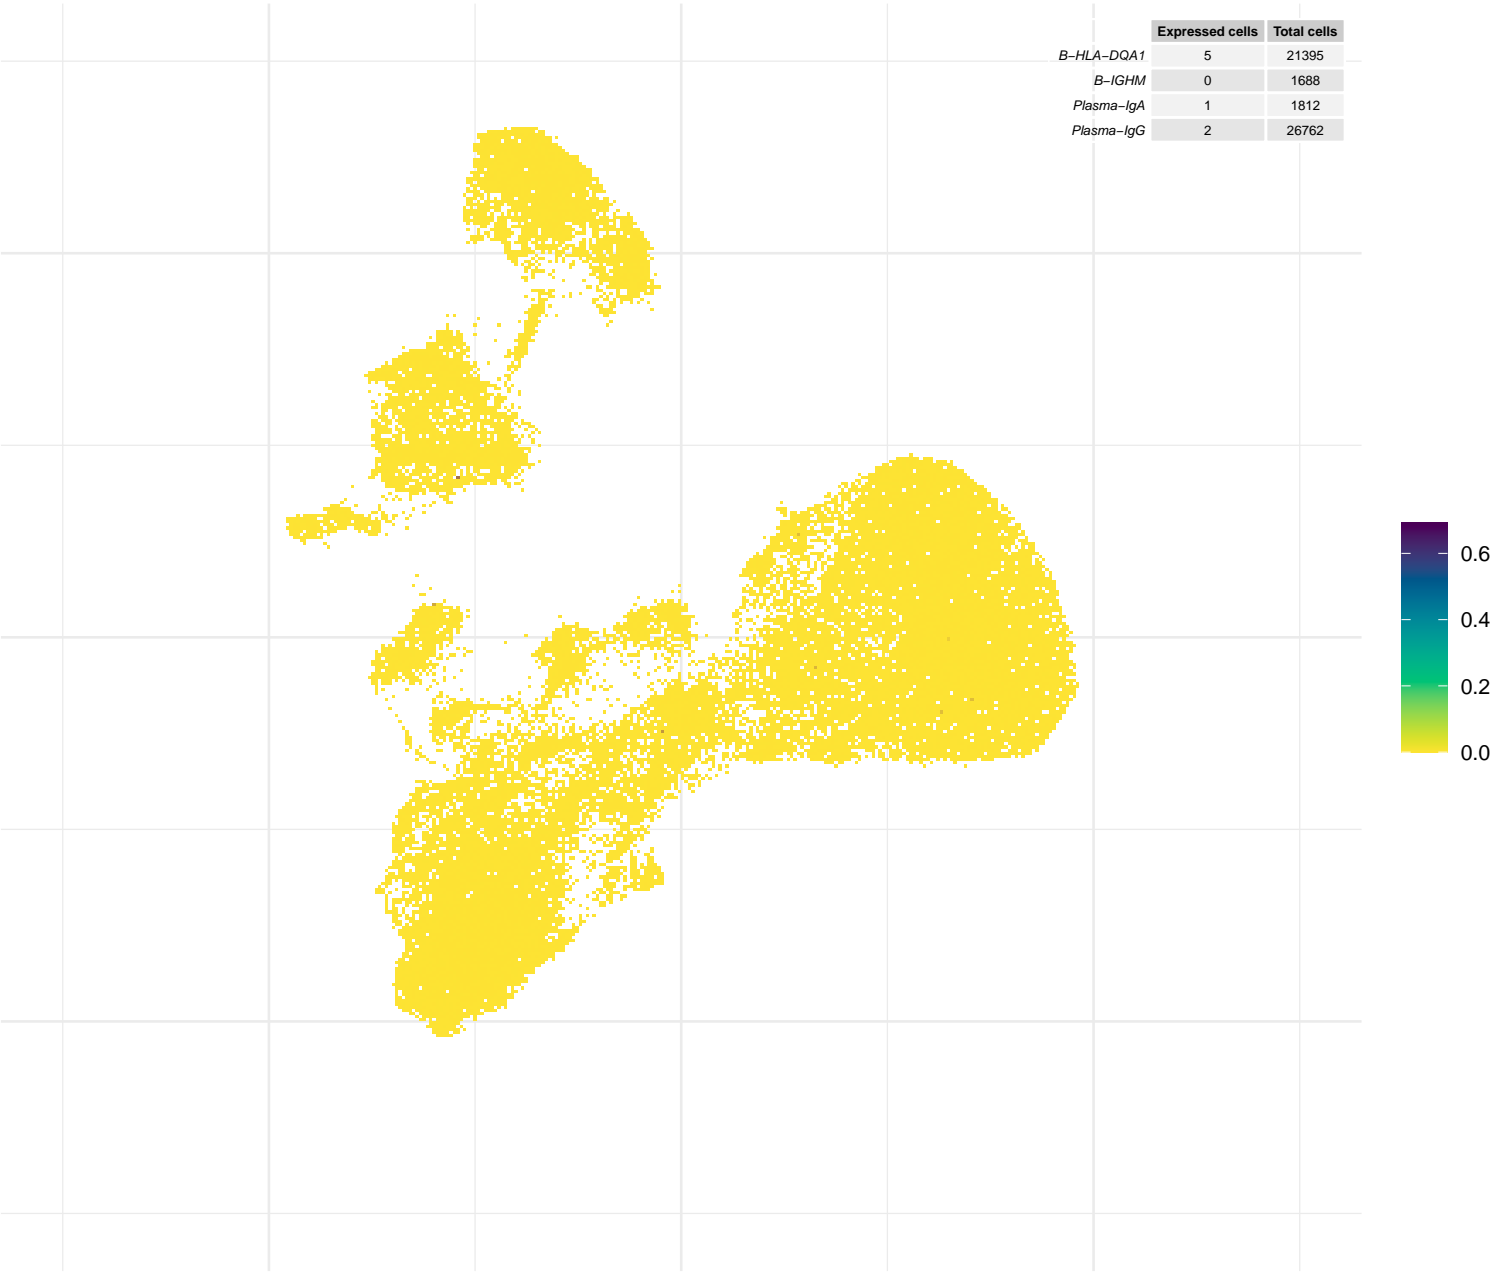 Expressed cells Total cells
B−HLA−DQA1 5 21395
B−IGHM 0 1688
Plasma−IgA 1 1812
Plasma−IgG 2 26762
0.6
0.4
0.2
0.0